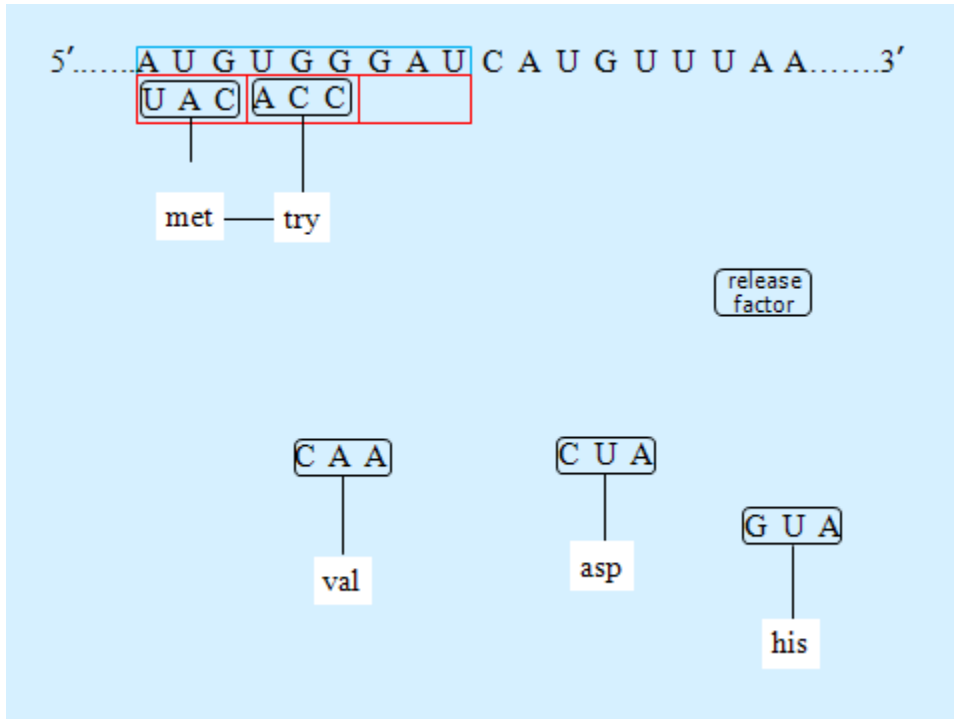 5′.......A U G U G G G A U C A U G U U U A A.......3′
U A C A C C
met try
release
factor
C A A C U A
G U A
val asp
his